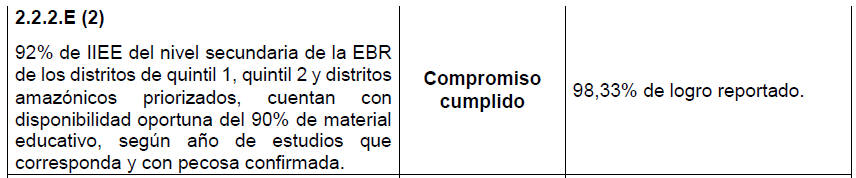 2.2.2.E (2)
92% de IIEE del nivel secundaria de la EBR
de los distritos de quintil 1, quintil 2 y distritos
amazónicos priorizados, cuentan con
disponibilidad oportuna del 90% de material
educativo, según año de estudios que
corresponda y con pecosa confirmada.
Compromiso
cumplido
98,33% de logro reportado.